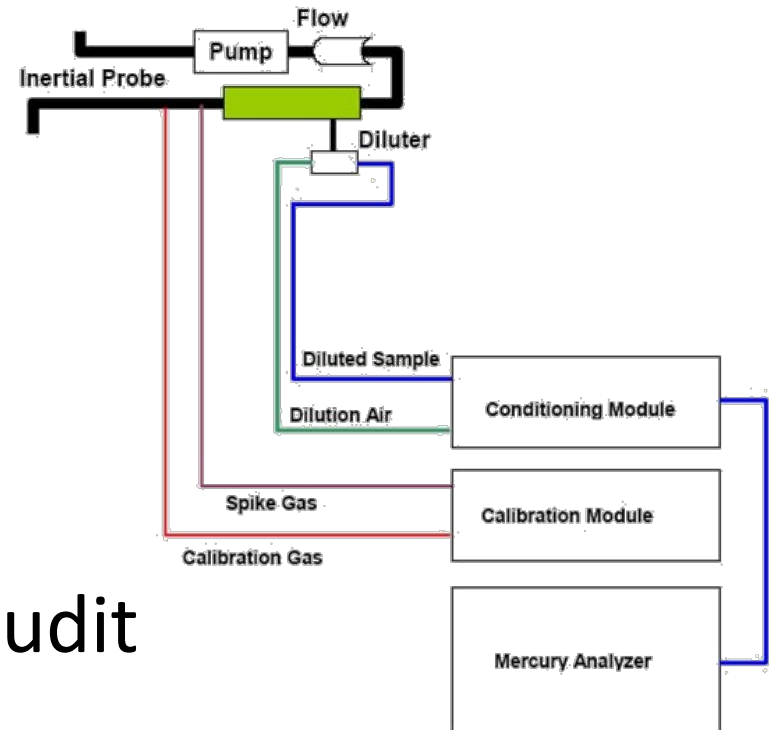 Flow
Pump
Inertial Probe
Diluter
Diluted Sample
Conditioning Module
Dilution Air
Spike Gas
Calibration Module
Calibration Gas
udit
Mercury Analyzer